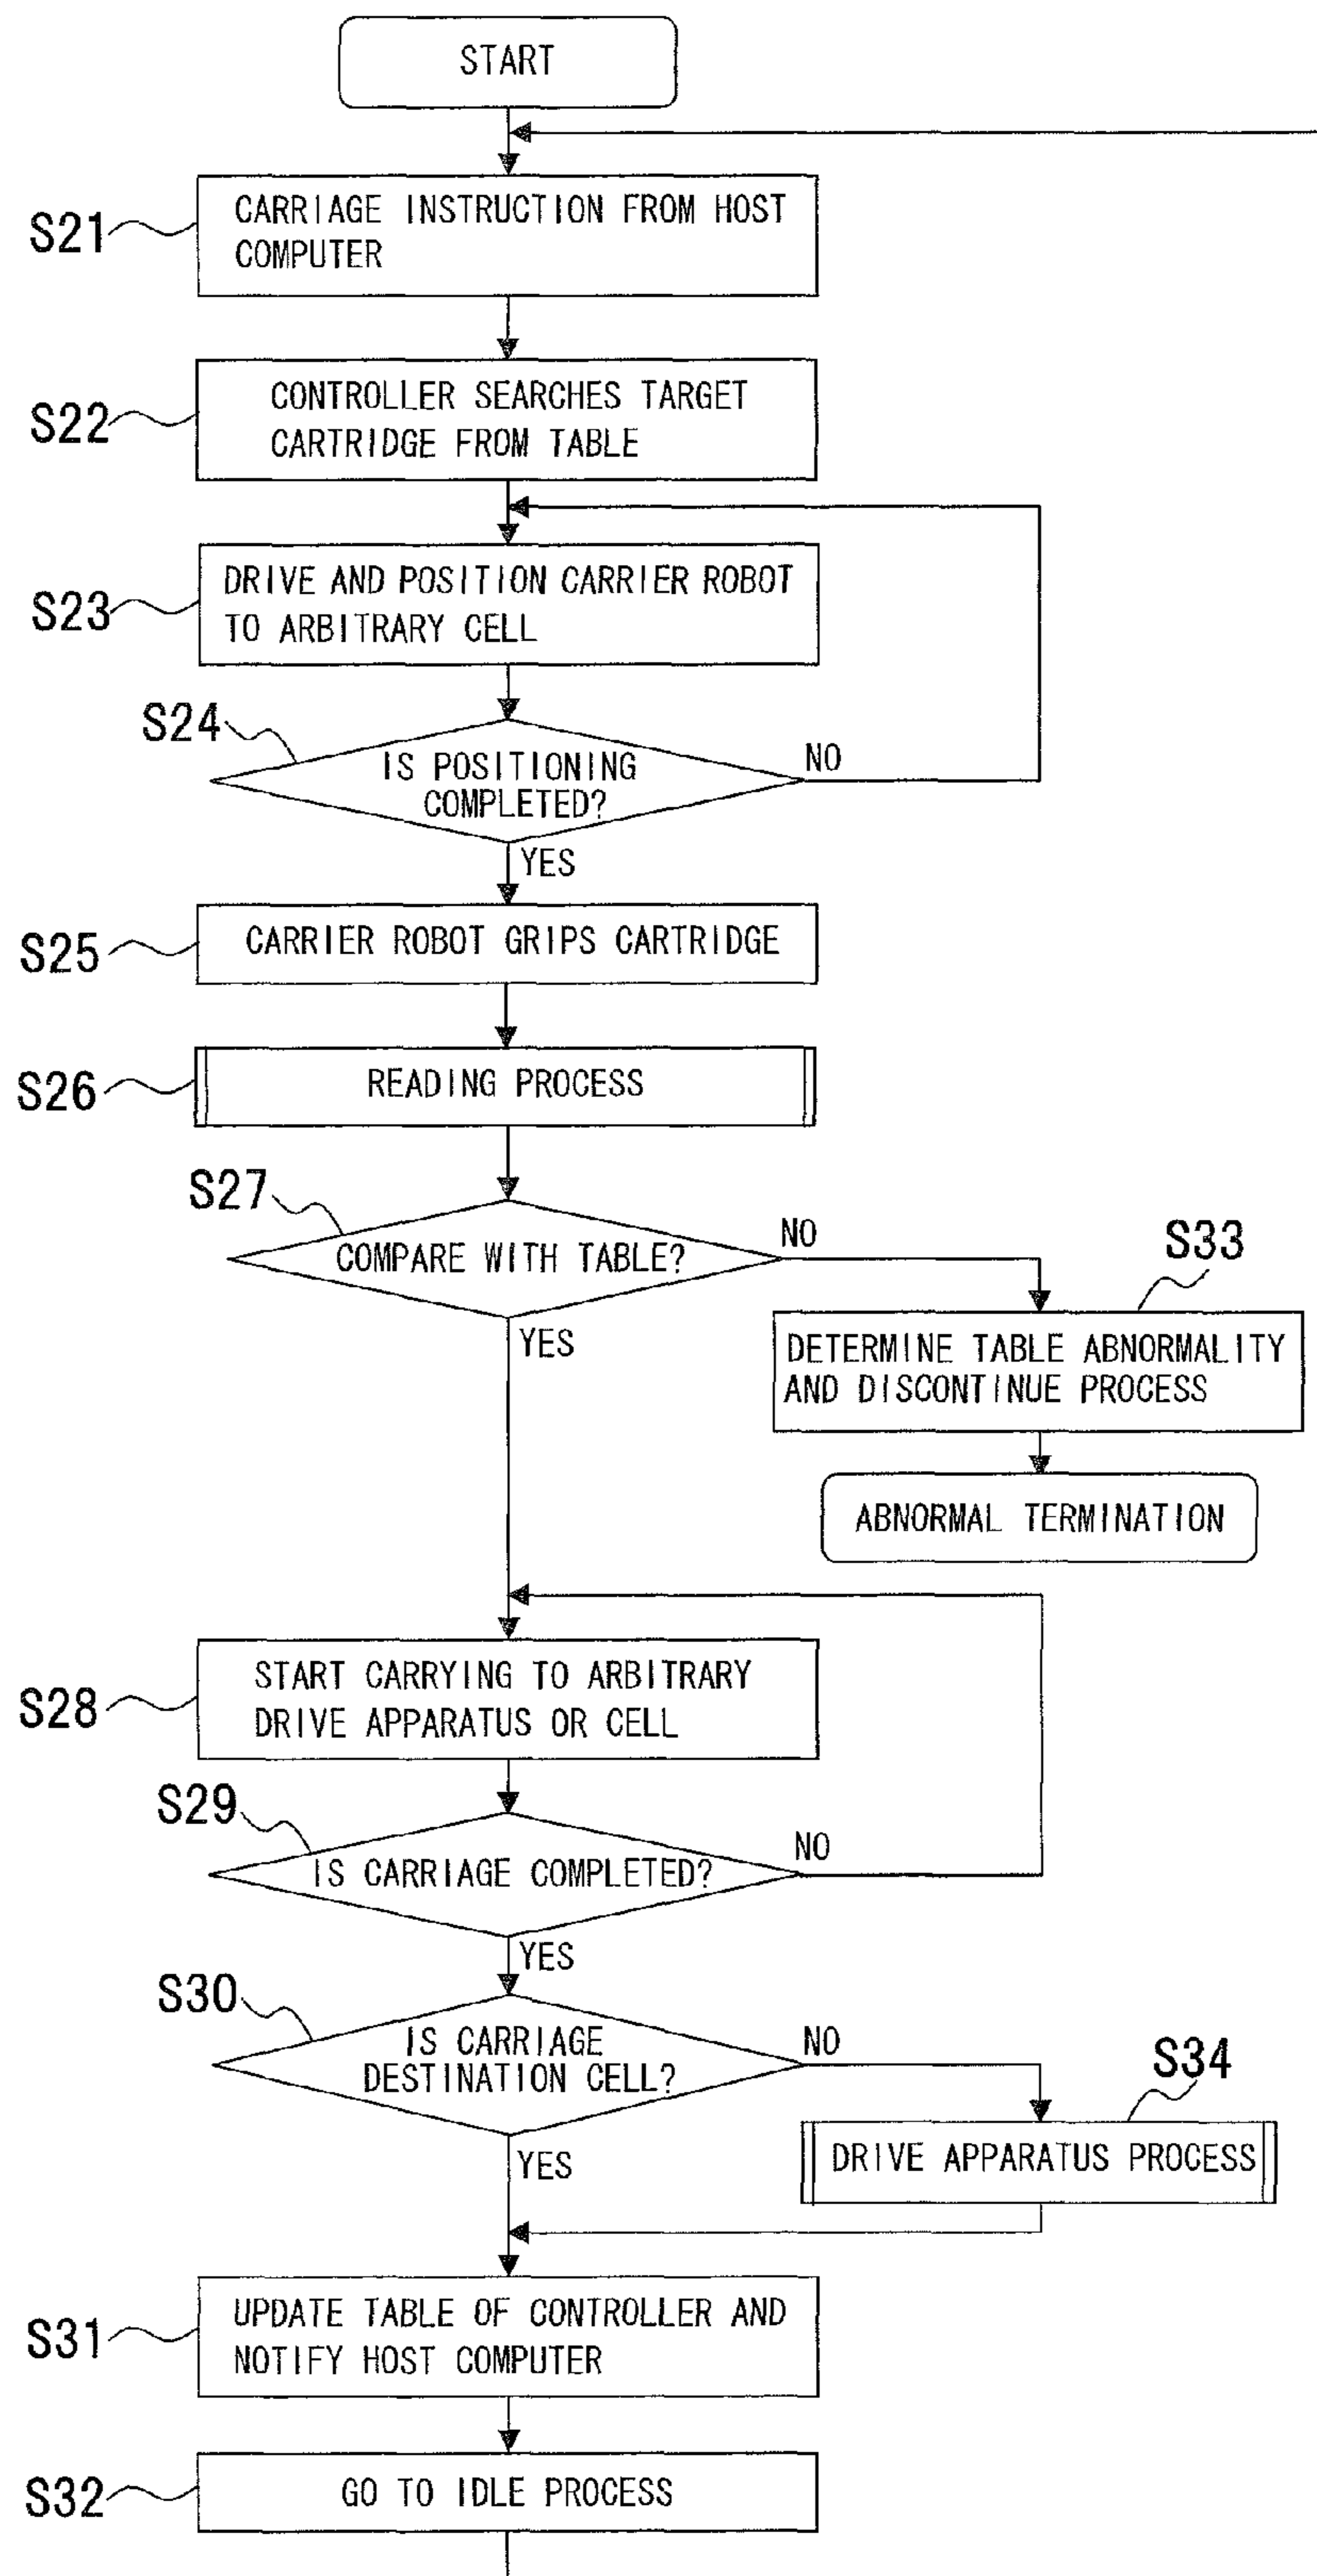 START
S21
CARRIAGE INSTRUCTION FROM HOST
COMPUTER
S22
CONTROLLER SEARCHES TARGET
CARTRIDGE FROM TABLE
S23
DRIVE AND POSITION CARRIER ROBOT
TO ARBITRARY CELL
S24
IS POSITIONING
COMPLETED?
NO
YES
S25
CARRIER ROBOT GRIPS CARTRIDGE
S26
READING PROCESS
S27
COMPARE WITH TABLE?
NO
YES
S33
DETERMINE TABLE ABNORMALITY
AND DISCONTINUE PROCESS
ABNORMAL TERMINATION
S28
START CARRYING TO ARBITRARY
DRIVE APPARATUS OR CELL
S29
IS CARRIAGE COMPLETED?
NO
YES
S30
IS CARRIAGE
DESTINATION CELL?
NO
YES
S34
DRIVE APPARATUS PROCESS
S31
UPDATE TABLE OF CONTROLLER AND
NOTIFY HOST COMPUTER
S32
GO TO IDLE PROCESS